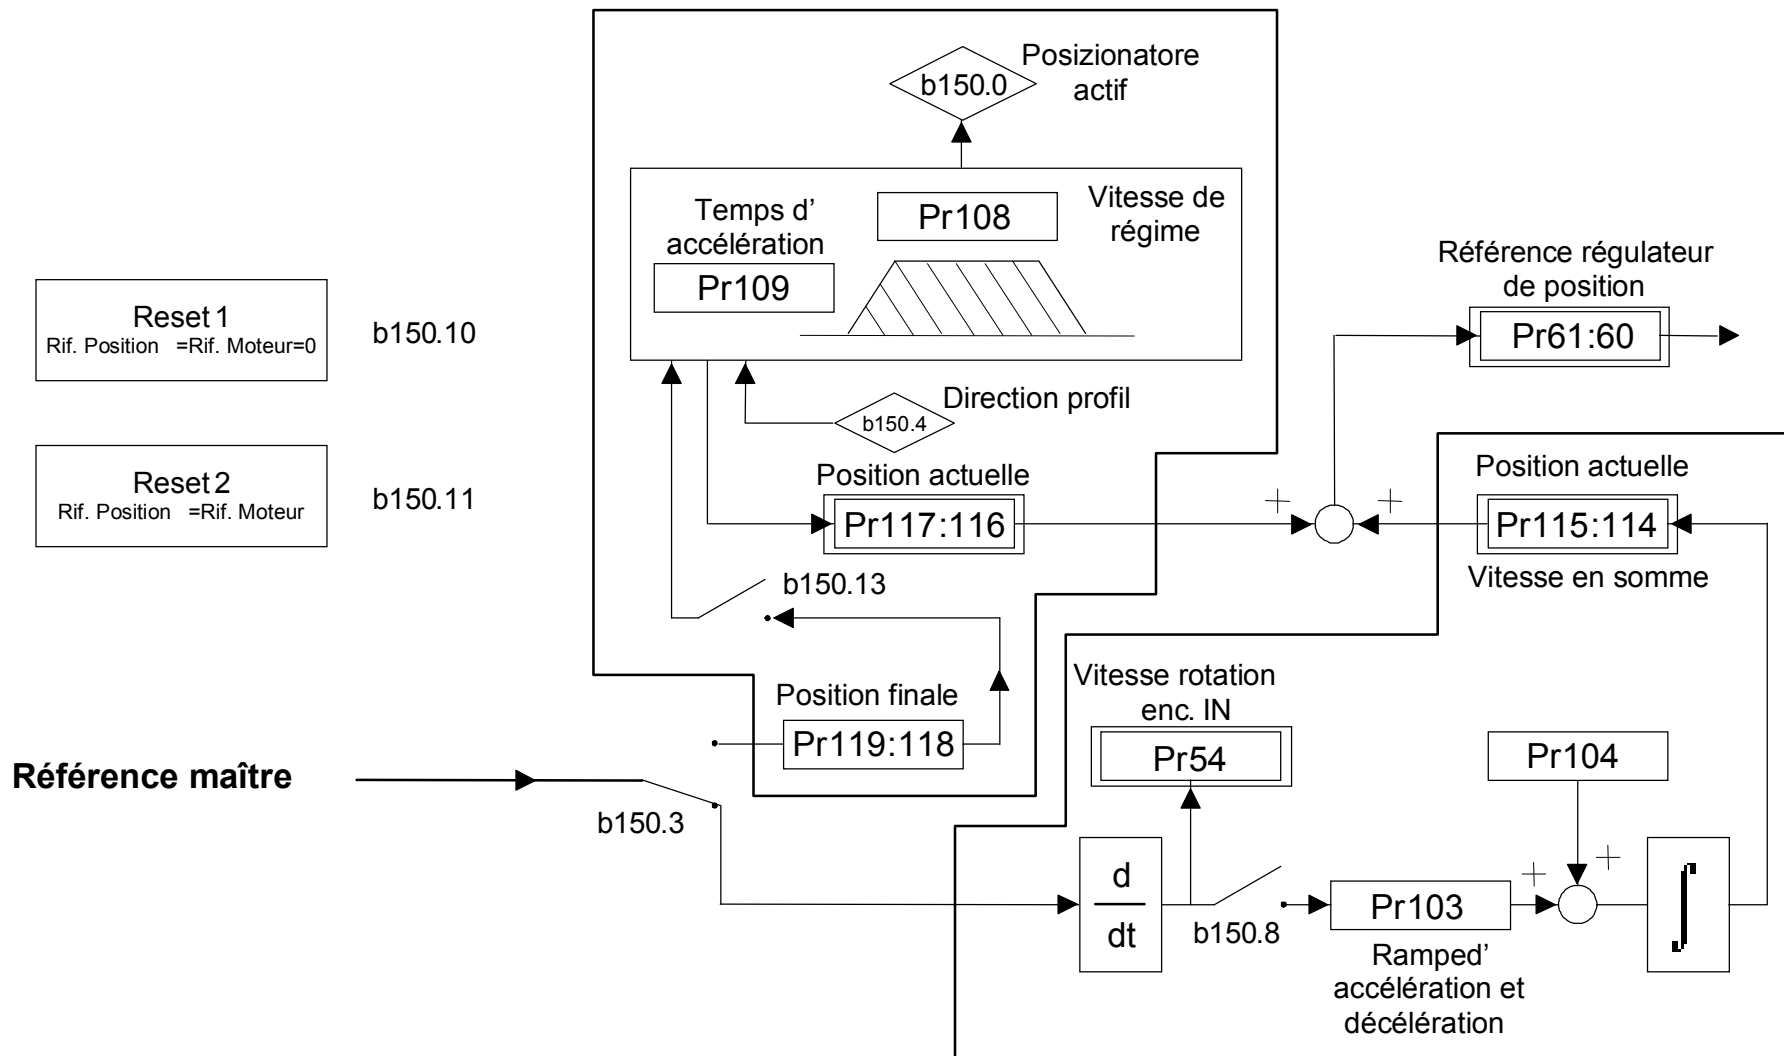 Posizionatore
actif
b150.0
Temps d'
accélération
Pr108
Vitesse de
régime
Pr109
Reset 1
Rif. Position =Rif. Moteur=0
b150.10
Référence régulateur
de position
Pr61:60
Direction profil
b150.4
Reset 2
Rif. Position =Rif. Moteur
b150.11
Position actuelle
Pr117:116
+
+
Position actuelle
Pr115:114
Vitesse en somme
b150.13
Position finale
Pr119:118
Référence maître
b150.3
Vitesse rotation
enc. IN
Pr54
Pr104
d
dt
b150.8
Pr103
+
+
∫
Ramped'
accélération et
décélération